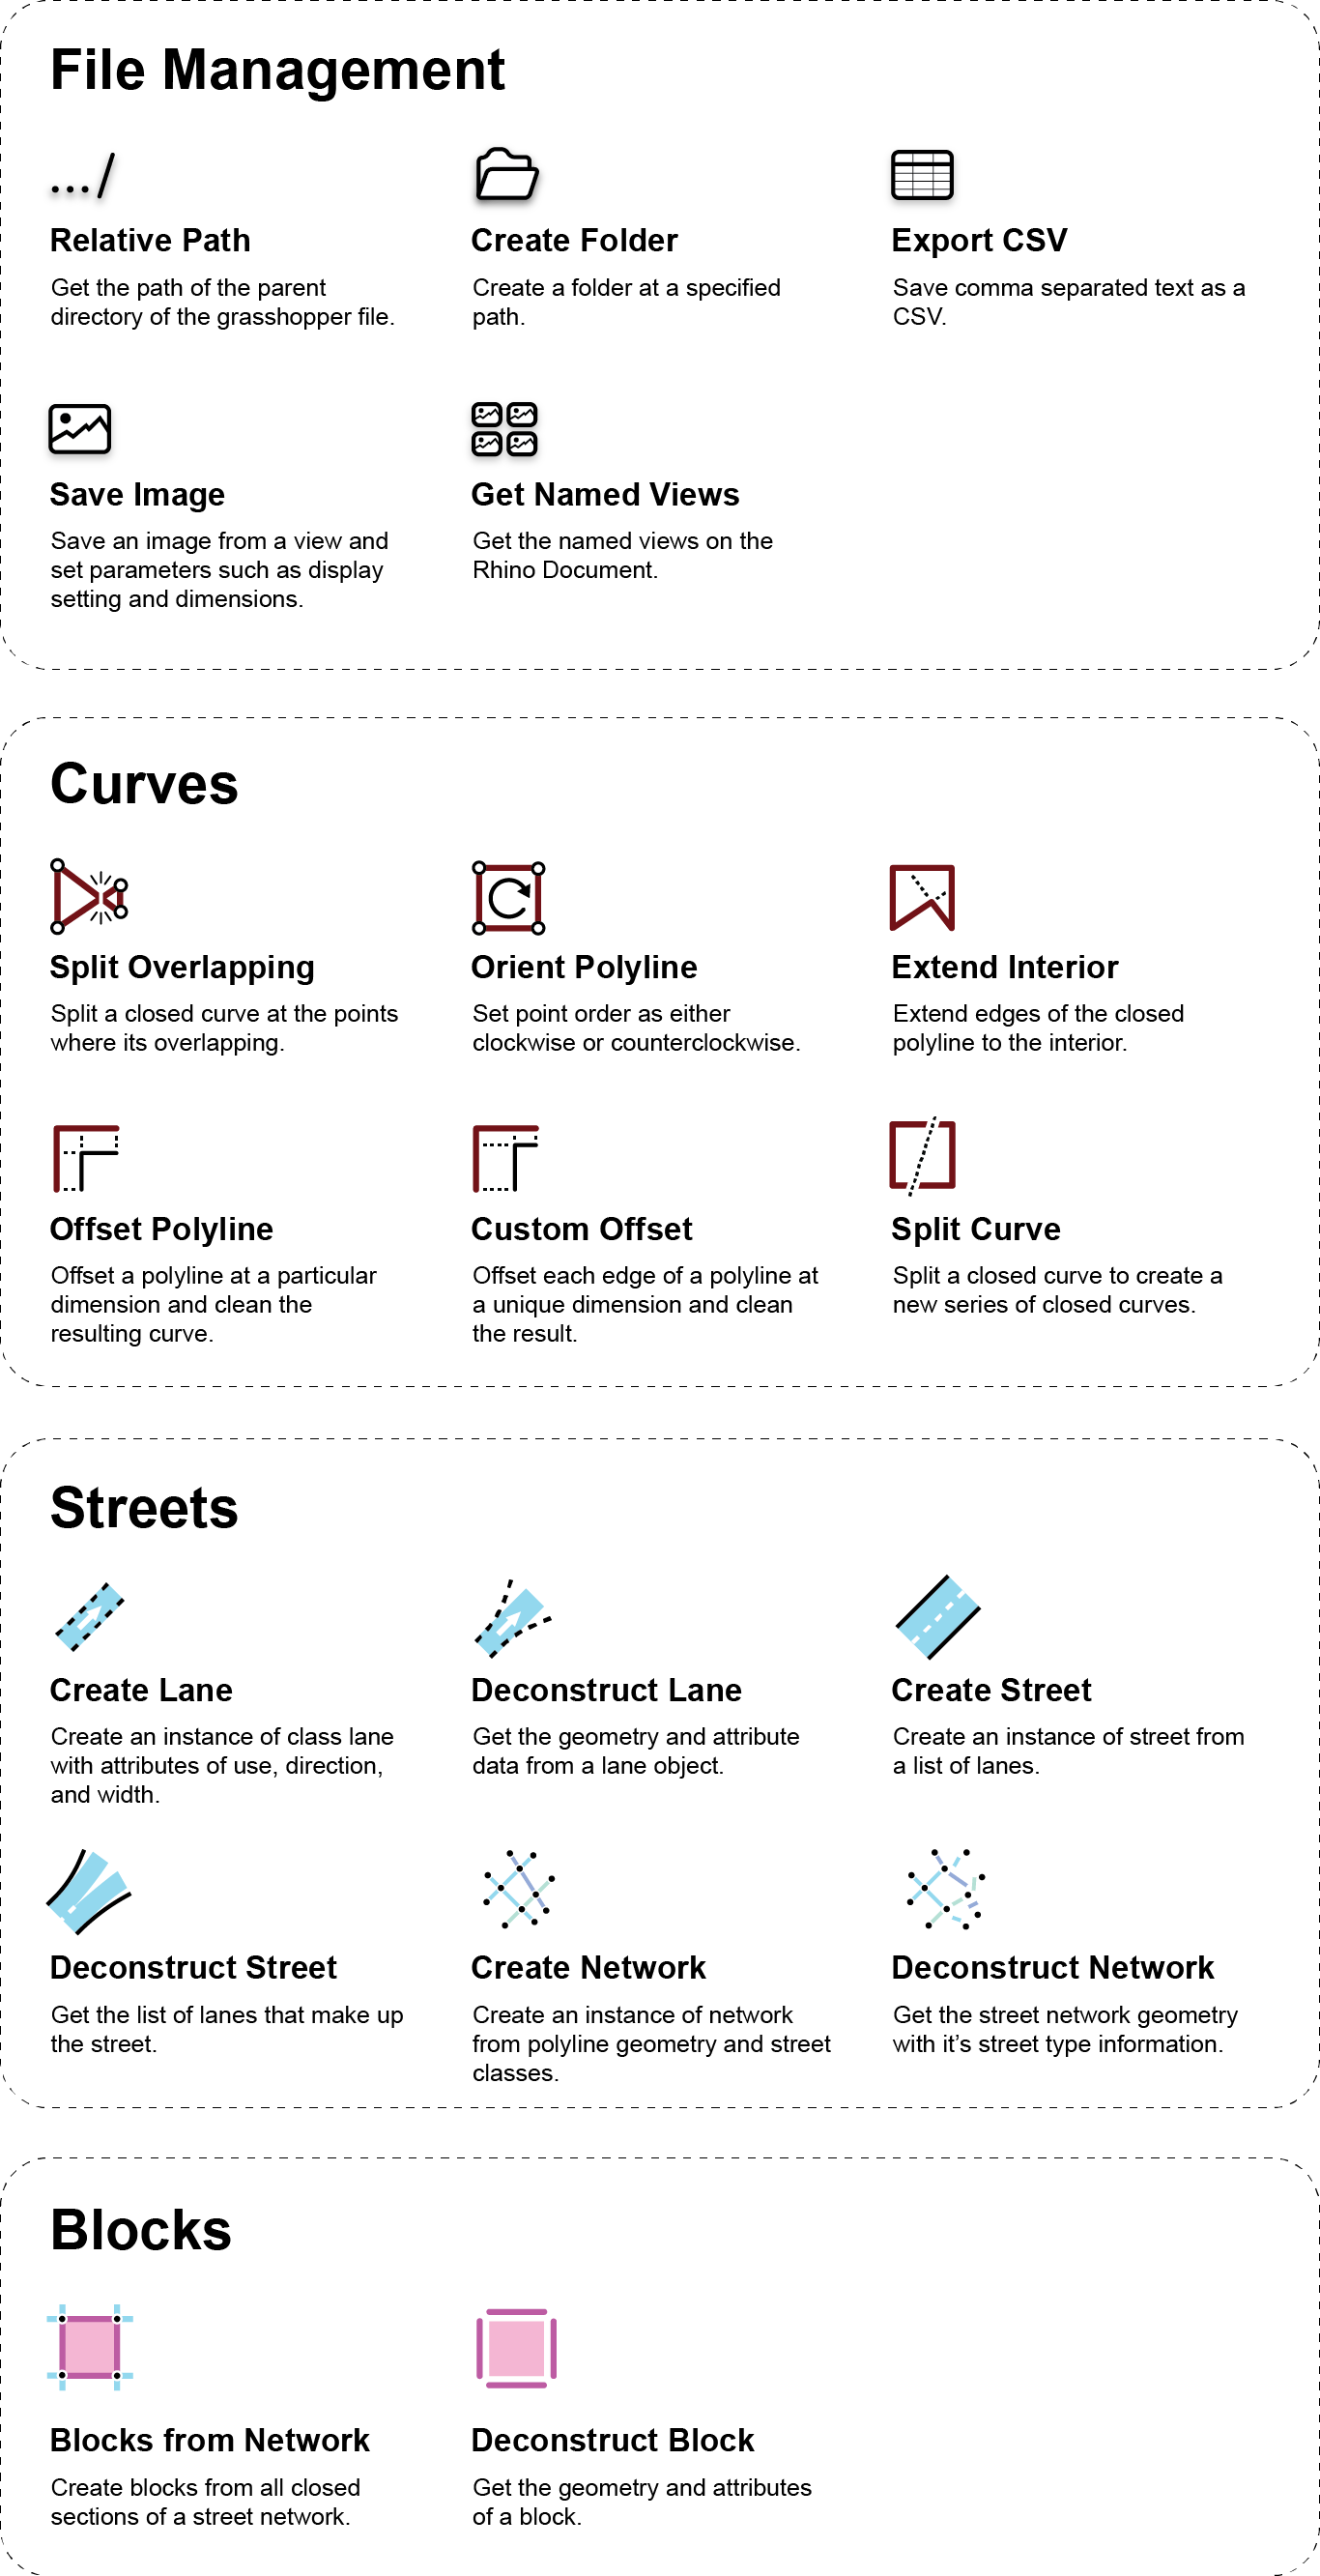 File Management
.../
Relative Path
Get the path of the parent
directory of the grasshopper file.
Create Folder
Create a folder at a specified
path.
Export CSV
Save comma separated text as a
CSV.
Save Image
Save an image from a view and
set parameters such as display
setting and dimensions.
Get Named Views
Get the named views on the
Rhino Document.
Curves
Split Overlapping
Split a closed curve at the points
where its overlapping.
Orient Polyline
Set point order as either
clockwise or counterclockwise.
Extend Interior
Extend edges of the closed
polyline to the interior.
Offset Polyline
Offset a polyline at a particular
dimension and clean the
resulting curve.
Custom Offset
Offset each edge of a polyline at
a unique dimension and clean
the result.
Split Curve
Split a closed curve to create a
new series of closed curves.
Streets
Create Lane
Create an instance of class lane
with attributes of use, direction,
and width.
Deconstruct Lane
Get the geometry and attribute
data from a lane object.
Create Street
Create an instance of street from
a list of lanes.
Deconstruct Street
Get the list of lanes that make up
the street.
Create Network
Create an instance of network
from polyline geometry and street
classes.
Deconstruct Network
Get the street network geometry
with it’s street type information.
Blocks
Blocks from Network
Create blocks from all closed
sections of a street network.
Deconstruct Block
Get the geometry and attributes
of a block.